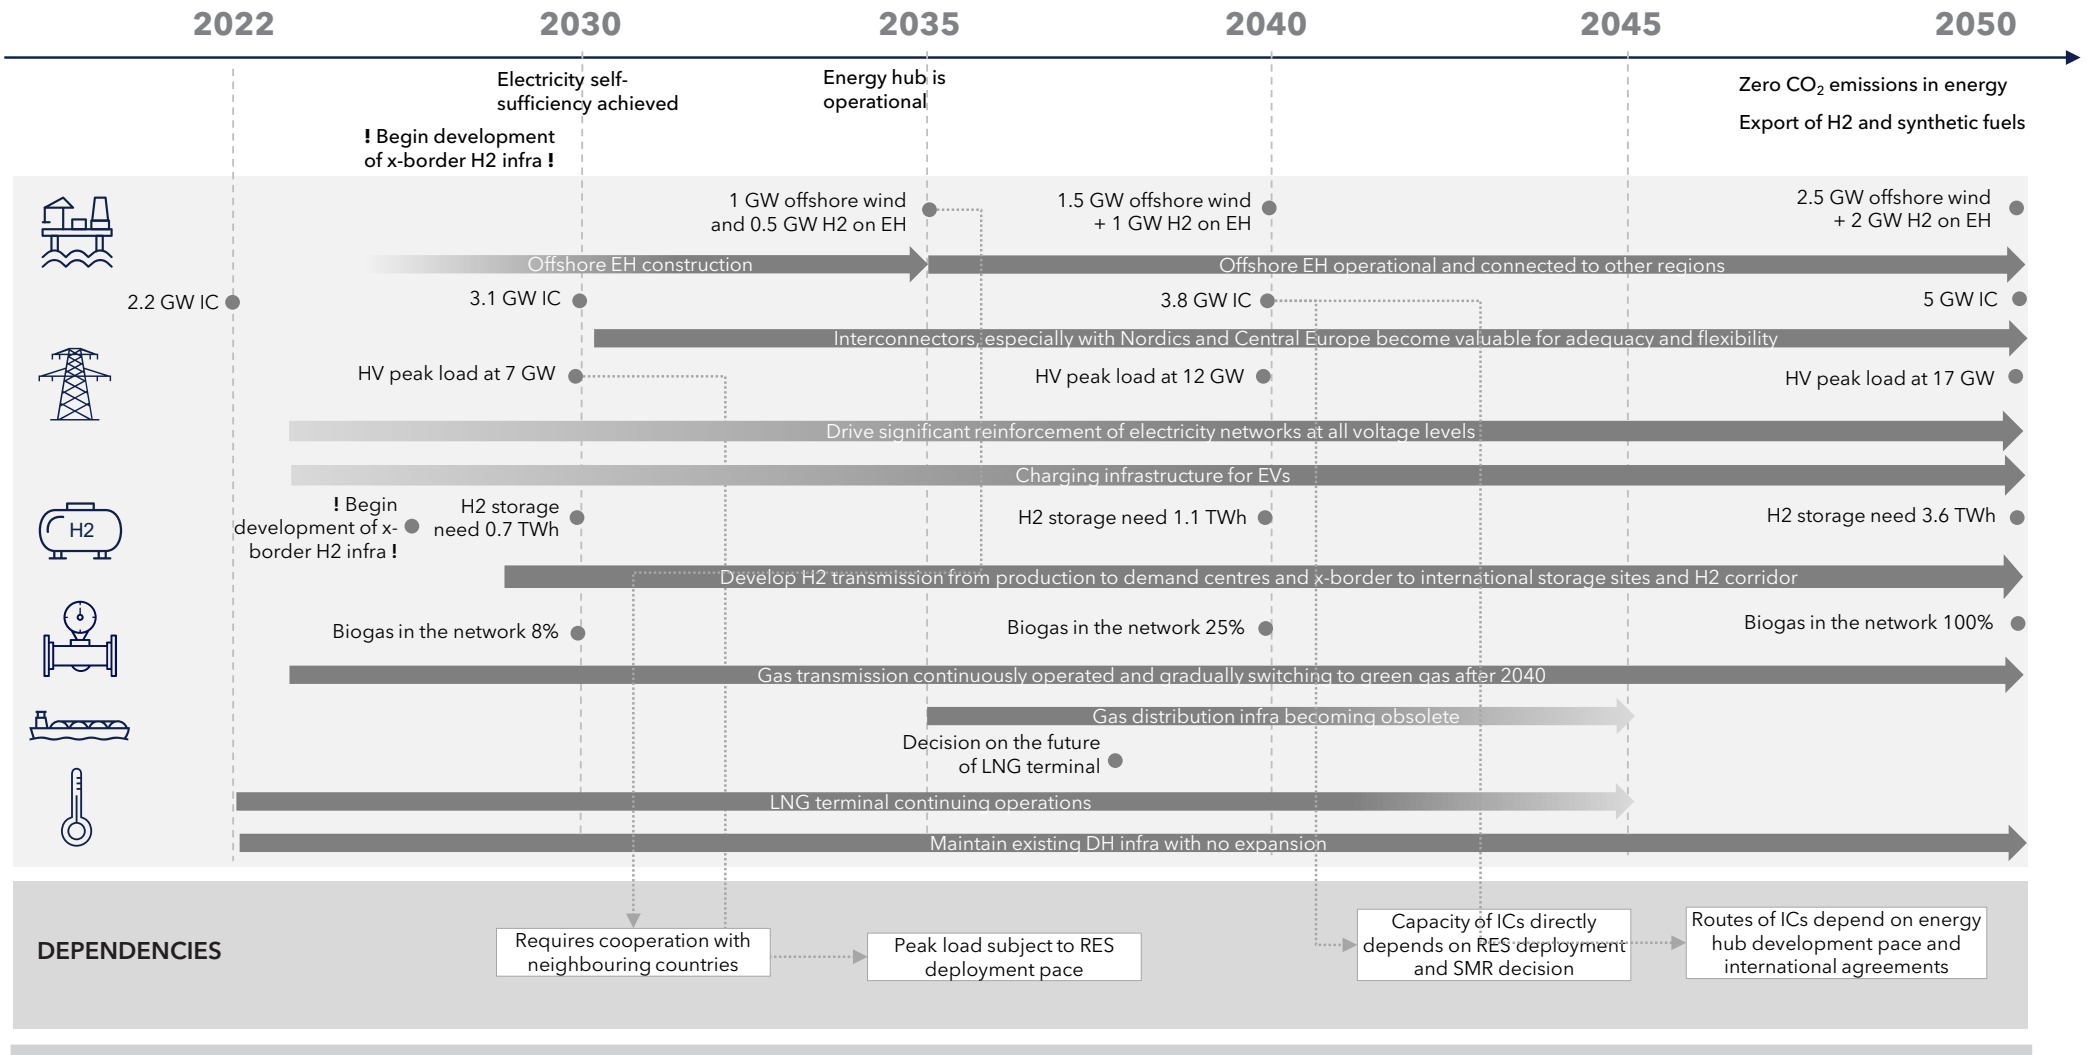 2022 2030 2035 2040 2045 2050
Electricity self-
sufficiency achieved
Energy hub is
operational
Zero CO₂ emissions in energy
Export of H2 and synthetic fuels
! Begin development
of x-border H2 infra !
1 GW offshore wind
and 0.5 GW H2 on EH
1.5 GW offshore wind
+ 1 GW H2 on EH
2.5 GW offshore wind
+ 2 GW H2 on EH
Offshore EH construction
Offshore EH operational and connected to other regions
2.2 GW IC
3.1 GW IC
3.8 GW IC
5 GW IC
Interconnectors, especially with Nordics and Central Europe become valuable for adequacy and flexibility
HV peak load at 7 GW
HV peak load at 12 GW
HV peak load at 17 GW
Drive significant reinforcement of electricity networks at all voltage levels
Charging infrastructure for EVs
H2
! Begin
development of x-
border H2 infra !
H2 storage
need 0.7 TWh
H2 storage need 1.1 TWh
H2 storage need 3.6 TWh
Develop H2 transmission from production to demand centres and x-border to international storage sites and H2 corridor
Biogas in the network 8%
Biogas in the network 25%
Biogas in the network 100%
Gas transmission continuously operated and gradually switching to green gas after 2040
Gas distribution infra becoming obsolete
Decision on the future
of LNG terminal
LNG terminal continuing operations
Maintain existing DH infra with no expansion
DEPENDENCIES
Requires cooperation with
neighbouring countries
Peak load subject to RES
deployment pace
Capacity of ICs directly
depends on RES deployment
and SMR decision
Routes of ICs depend on energy
hub development pace and
international agreements